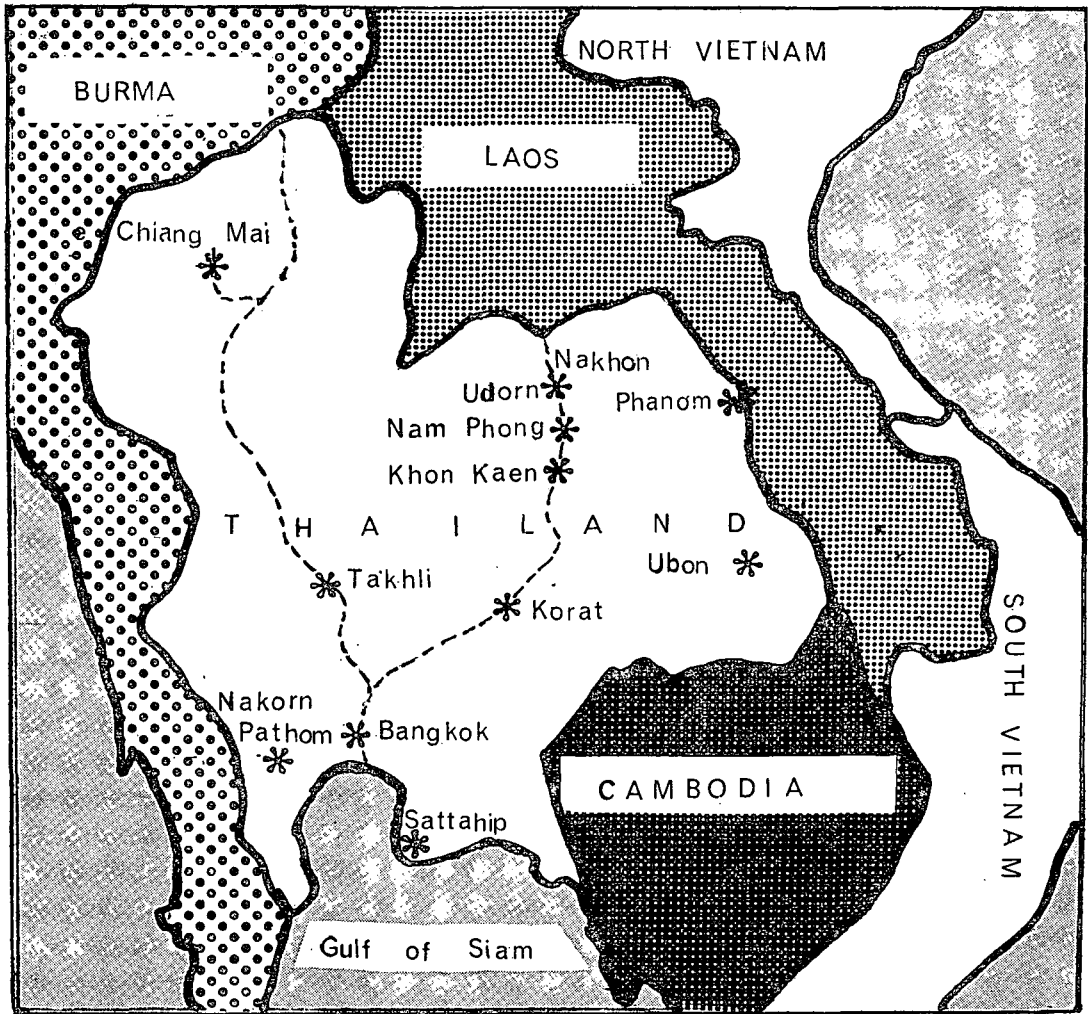 NORTH VIETNAM
BURMA
LAOS
Chiang Mai
Nakhon
Phanom
Udorn
Nam Phong
Khon Kaen
THAILAND
Ubon
Takhli
Korat
SOUTH VIETNAM
Nakorn
Pathom
Bangkok
CAMBODIA
Sattahip
Gulf of Siam